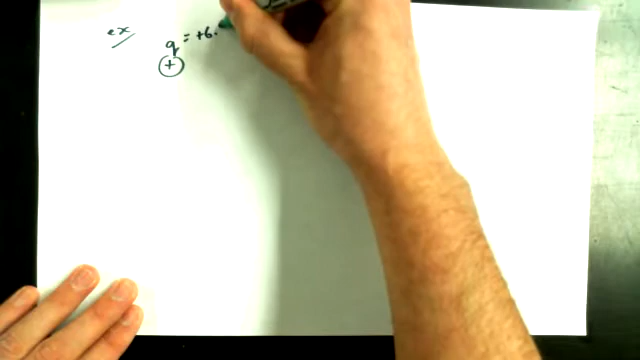 ex
q = +6.
+